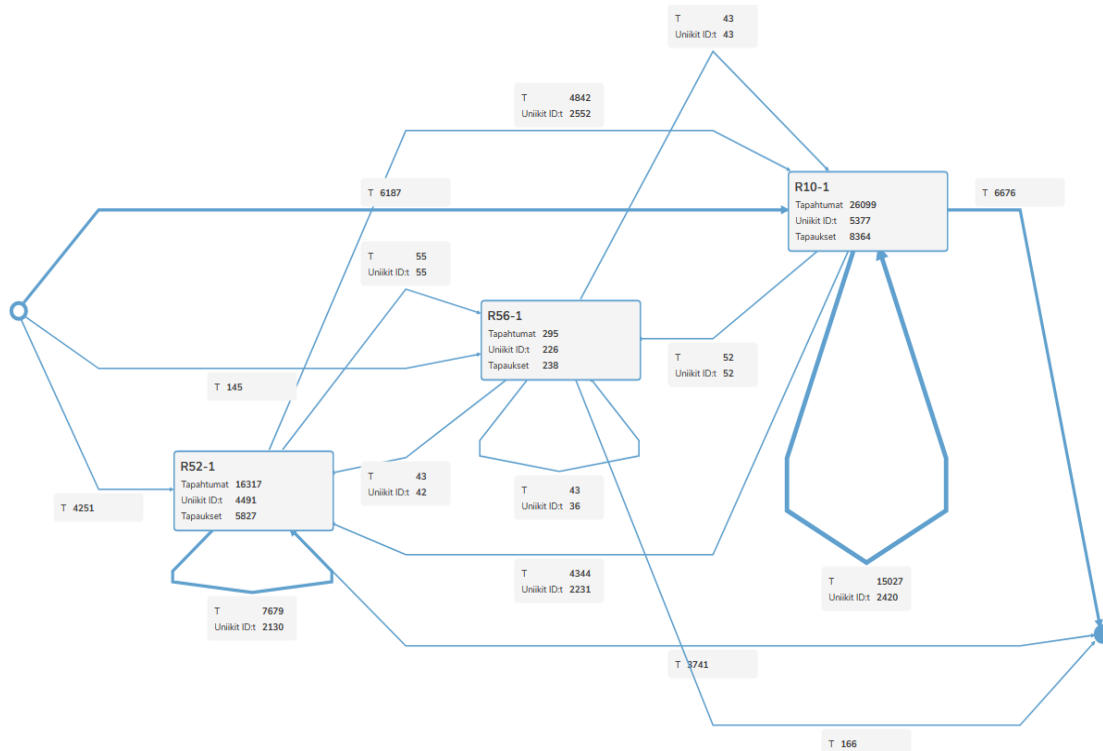 T 43
Uniikit ID:t 43
T 4842
Uniikit ID:t 2552
T 6187
R10-1
Tapahtumat 26099
Uniikit ID:t 5377
Tapaukset 8364
T 6676
T 55
Uniikit ID:t 55
R56-1
Tapahtumat 295
Uniikit ID:t 226
Tapaukset 238
T 52
Uniikit ID:t 52
T 145
R52-1
Tapahtumat 16317
Uniikit ID:t 4491
Tapaukset 5827
T 43
Uniikit ID:t 42
T 43
Uniikit ID:t 36
T 4251
T 4344
Uniikit ID:t 2231
T 15027
Uniikit ID:t 2420
T 7679
Uniikit ID:t 2130
T 3741
T 166